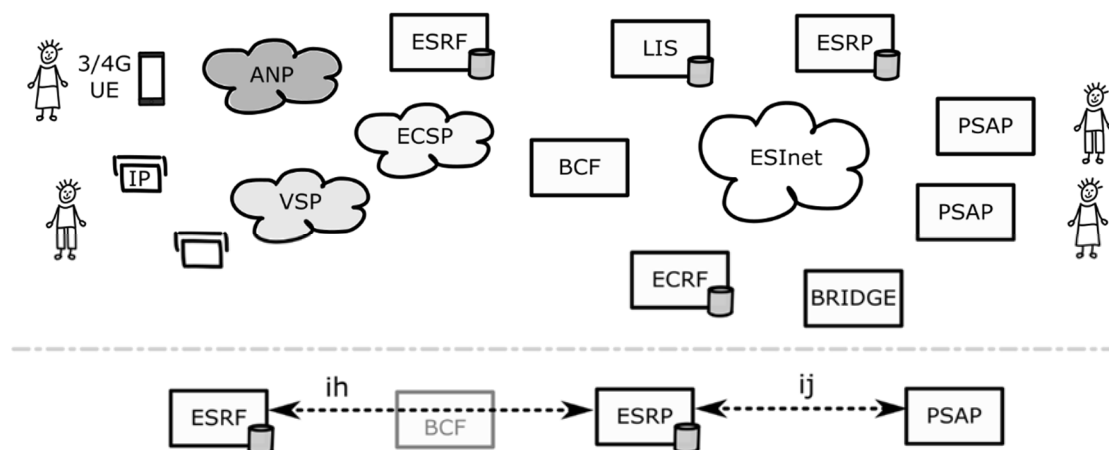 ESRF
LIS
ESRP
3/4G
UE
ANP
ECSP
PSAP
BCF
ESInet
IP
VSP
PSAP
ECRF
BRIDGE
ih
ij
ESRF
BCF
ESRP
PSAP